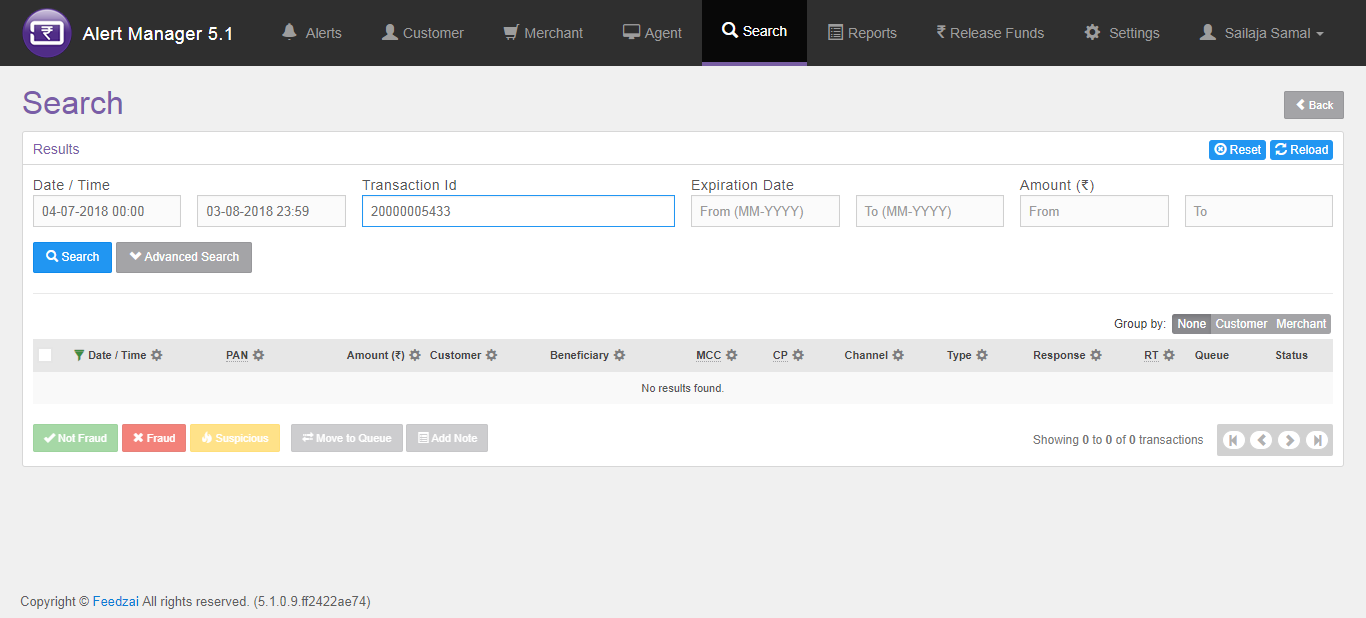 Alert Manager 5.1 Alerts Customer Merchant Agent Search Reports ₹ Release Funds Settings Sailaja Samal
Search
Back
Results
Reset Reload
Date / Time Transaction Id Expiration Date Amount (₹)
04-07-2018 00:00 03-08-2018 23:59 20000005433 From (MM-YYYY) To (MM-YYYY) From To
Search Advanced Search
Group by: None Customer Merchant
Date / Time PAN Amount (₹) Customer Beneficiary MCC CP Channel Type Response RT Queue Status
No results found.
Not Fraud Fraud Suspicious Move to Queue Add Note Showing 0 to 0 of 0 transactions
Copyright © Feedzai All rights reserved. (5.1.0.9.ff2422ae74)